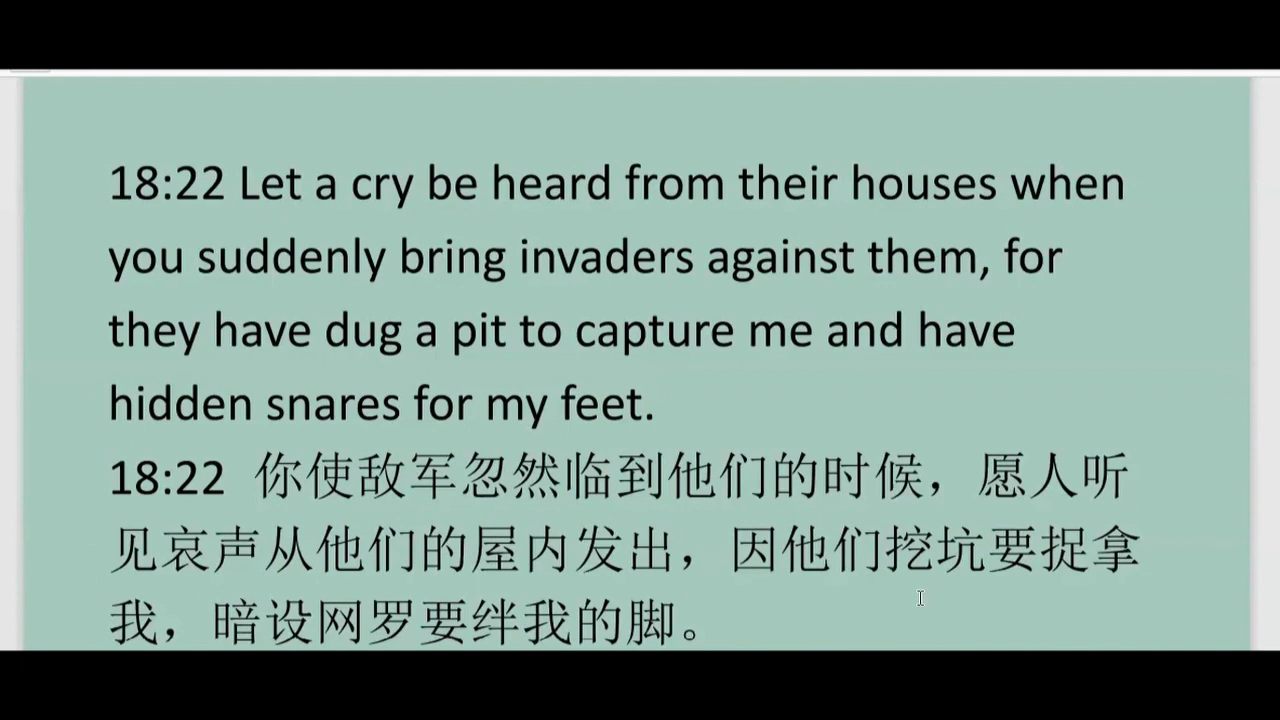 18:22 Let a cry be heard from their houses when
you suddenly bring invaders against them, for
they have dug a pit to capture me and have
hidden snares for my feet.
18:22 你使敌军忽然临到他们的时候，愿人听
见哀声从他们的屋内发出，因他们挖坑要捉拿
我，暗设网罗要绊我的脚。